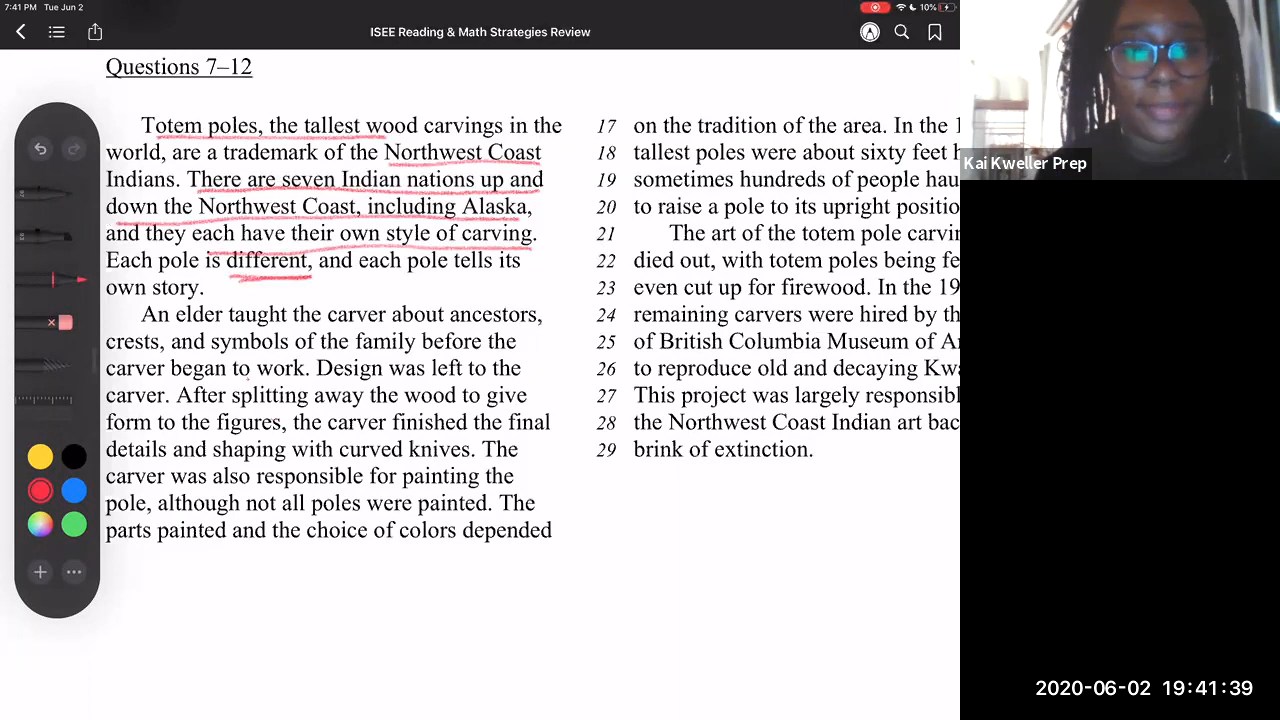 7:41 PM Tue Jun 2
10%
ISEE Reading & Math Strategies Review
Questions 7–12
Totem poles, the tallest wood carvings in the
world, are a trademark of the Northwest Coast
Indians. There are seven Indian nations up and
down the Northwest Coast, including Alaska,
and they each have their own style of carving.
Each pole is different, and each pole tells its
own story.
An elder taught the carver about ancestors,
crests, and symbols of the family before the
carver began to work. Design was left to the
carver. After splitting away the wood to give
form to the figures, the carver finished the final
details and shaping with curved knives. The
carver was also responsible for painting the
pole, although not all poles were painted. The
parts painted and the choice of colors depended
17 on the tradition of the area. In the 1
18 tallest poles were about sixty feet h
19 sometimes hundreds of people hau
20 to raise a pole to its upright positio
21 The art of the totem pole carvin
22 died out, with totem poles being fe
23 even cut up for firewood. In the 19
24 remaining carvers were hired by th
25 of British Columbia Museum of A
26 to reproduce old and decaying Kw
27 This project was largely responsibl
28 the Northwest Coast Indian art bac
29 brink of extinction.
Kai Kweller Prep
2020-06-02 19:41:39